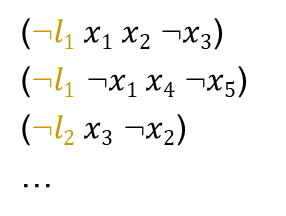 (¬l₁ x₁ x₂ ¬x₃)
(¬l₁ ¬x₁ x₄ ¬x₅)
(¬l₂ x₃ ¬x₂)
…